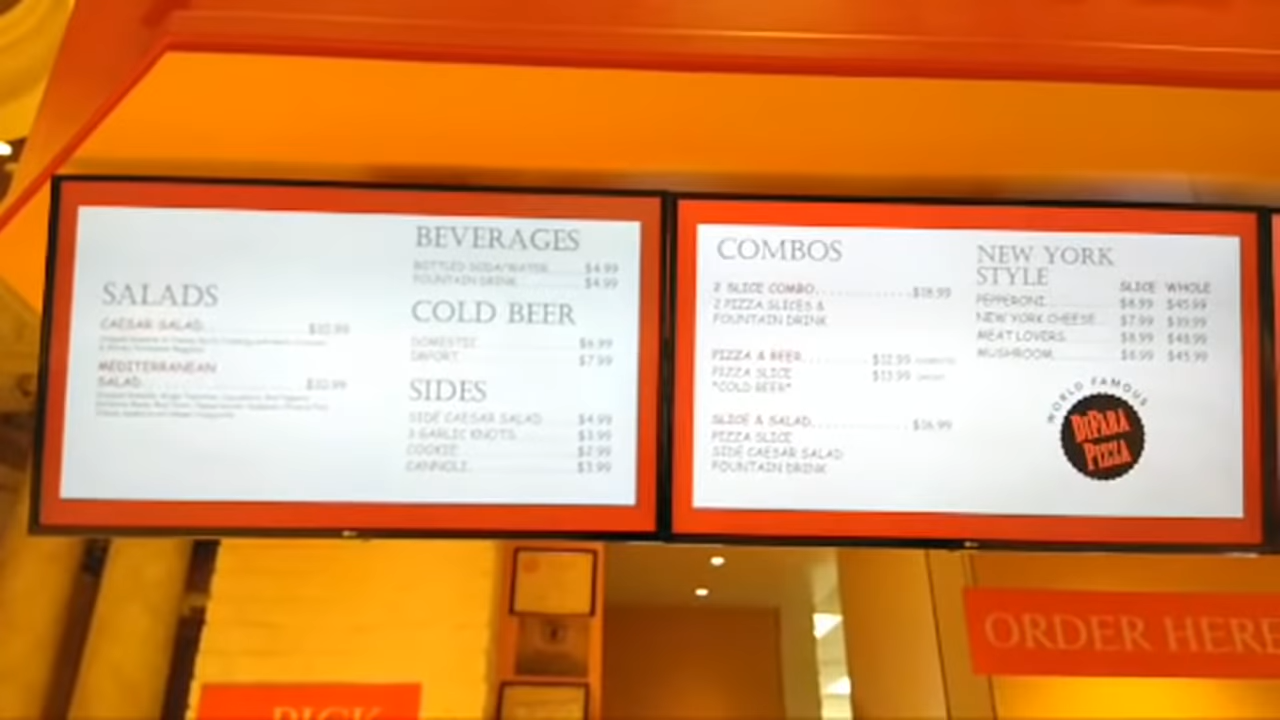 SALADS
CAESAR SALAD $10.99
MEDITERRANEAN
SALAD $10.99
BEVERAGES
BOTTLED SODA/WATER $4.99
FOUNTAIN DRINK $4.99
COLD BEER
DOMESTIC $6.99
IMPORT $7.99
SIDES
SIDE CAESAR SALAD $4.99
3 GARLIC KNOTS $3.99
COOKIE $2.99
CANNOLI $3.99
COMBOS
2 SLICE COMBO $18.99
2 PIZZA SLICES &
FOUNTAIN DRINK
PIZZA & BEER $12.99
PIZZA SLICE $13.99
"COLD BEER"
SLICE & SALAD $16.99
PIZZA SLICE
SIDE CAESAR SALAD
FOUNTAIN DRINK
NEW YORK
STYLE
SLICE WHOLE
PEPPERONI $8.99 $45.99
NEW YORK CHEESE $7.99 $39.99
MEAT LOVERS $8.99 $48.99
MUSHROOM $8.99 $45.99
WORLD FAMOUS
DIFARA
PIZZA
ORDER HERE
PICK